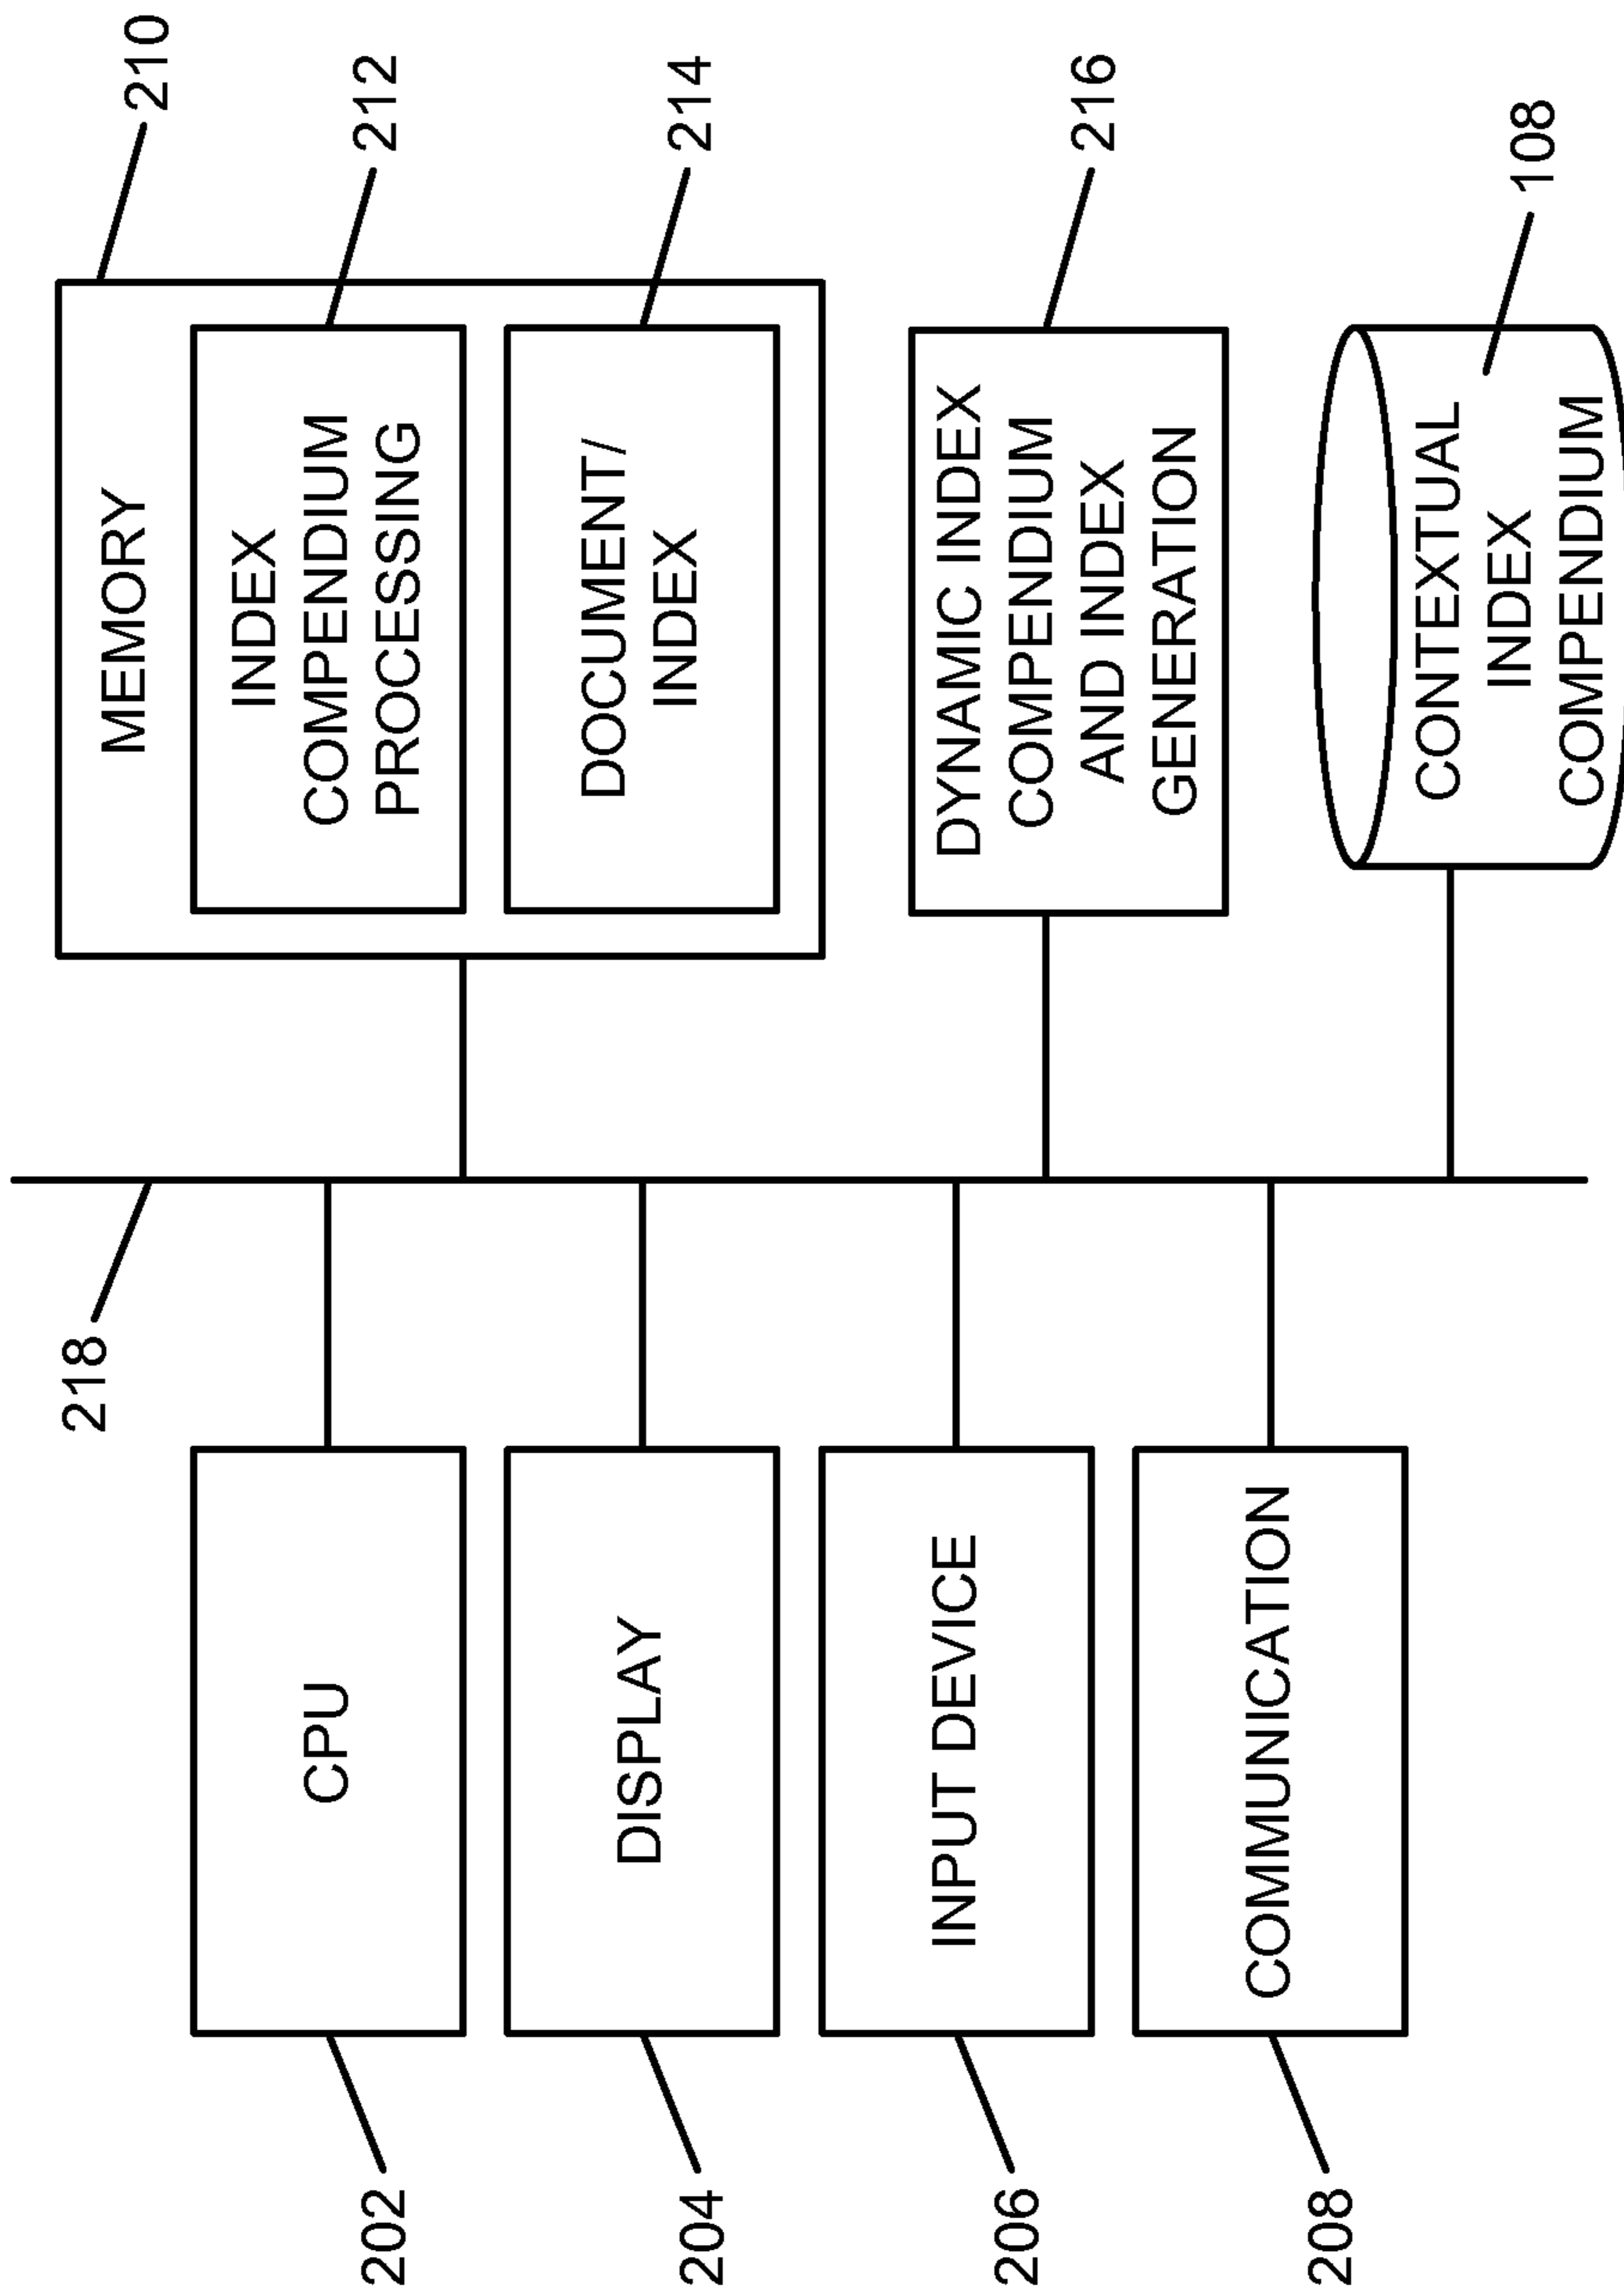 218
210
MEMORY
202
CPU
INDEX
COMPENDIUM
PROCESSING
212
204
DISPLAY
DOCUMENT/
INDEX
214
206
INPUT DEVICE
DYNAMIC INDEX
COMPENDIUM
AND INDEX
GENERATION
216
208
COMMUNICATION
CONTEXTUAL
INDEX
COMPENDIUM
108